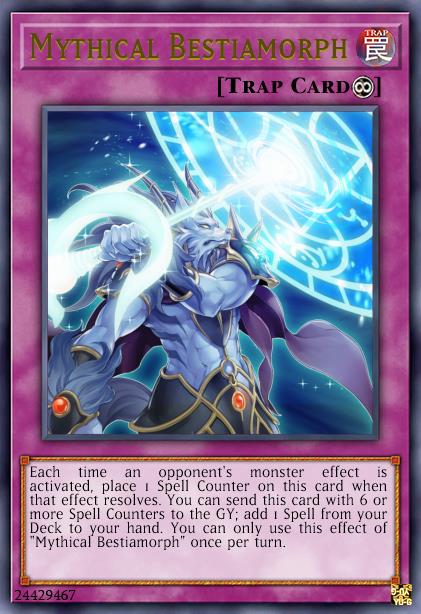 Mythical Bestiamorph
TRAP
罠
[Trap Card]
Each time an opponent's monster effect is
activated, place 1 Spell Counter on this card when
that effect resolves. You can send this card with 6 or
more Spell Counters to the GY; add 1 Spell from your
Deck to your hand. You can only use this effect of
"Mythical Bestiamorph" once per turn.
24429467